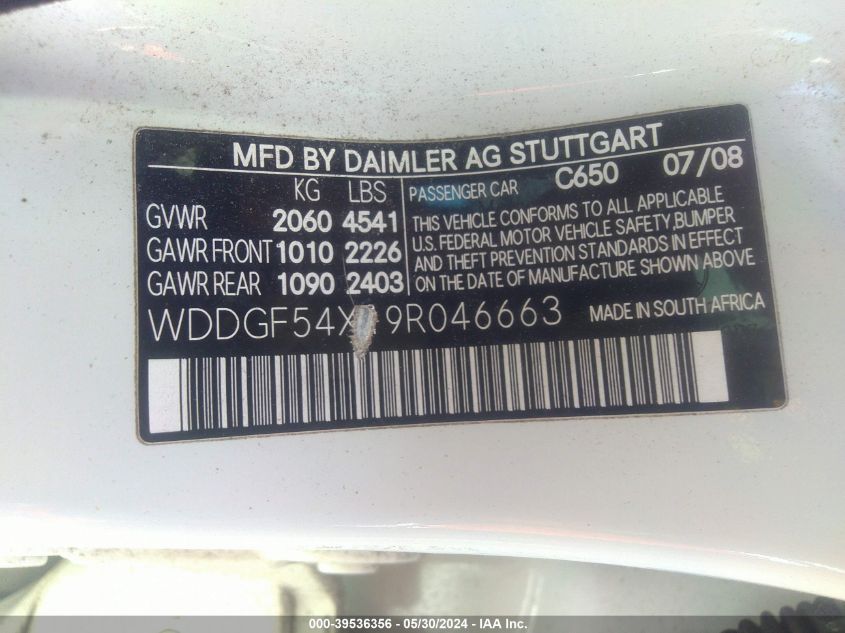 MFD BY DAIMLER AG STUTTGART
KG LBS
GVWR 2060 4541
GAWR FRONT 1010 2226
GAWR REAR 1090 2403
PASSENGER CAR C650 07/08
THIS VEHICLE CONFORMS TO ALL APPLICABLE
U.S. FEDERAL MOTOR VEHICLE SAFETY,BUMPER
AND THEFT PREVENTION STANDARDS IN EFFECT
ON THE DATE OF MANUFACTURE SHOWN ABOVE
WDDGF54X 9R046663
MADE IN SOUTH AFRICA
000-39536356 — 05/30/2024 — IAA Inc.